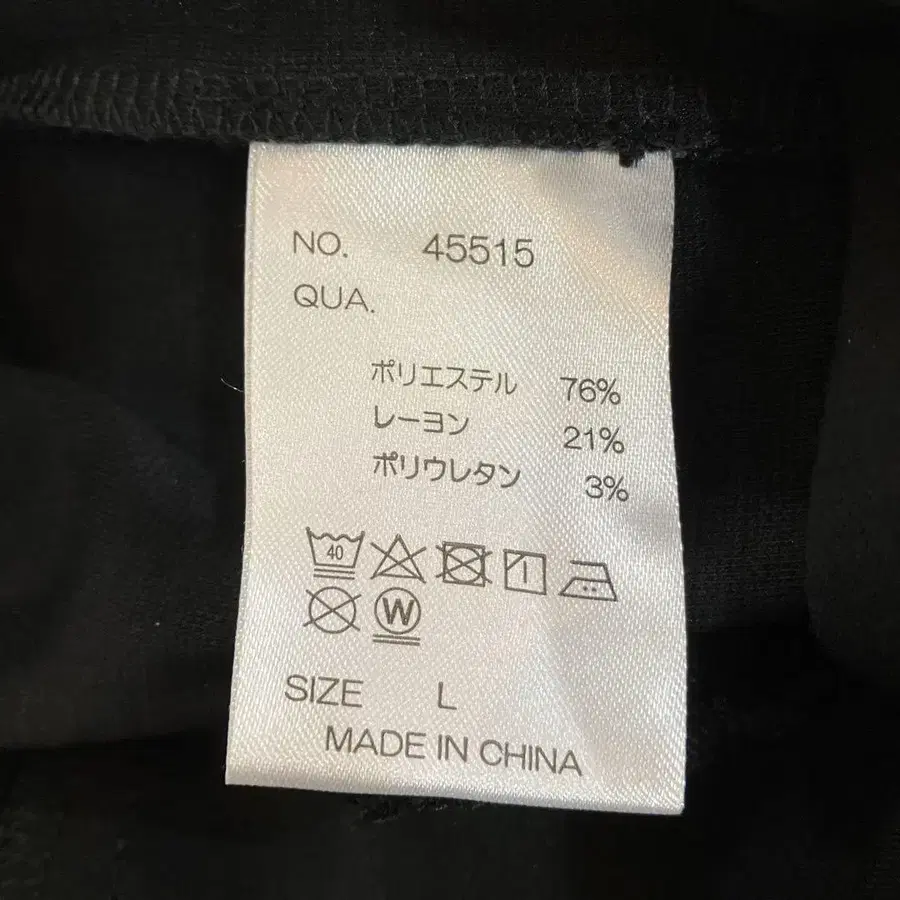 NO. 45515
QUA.
ポリエステル 76%
レーヨン 21%
ポリウレタン 3%
40
W
SIZE L
MADE IN CHINA